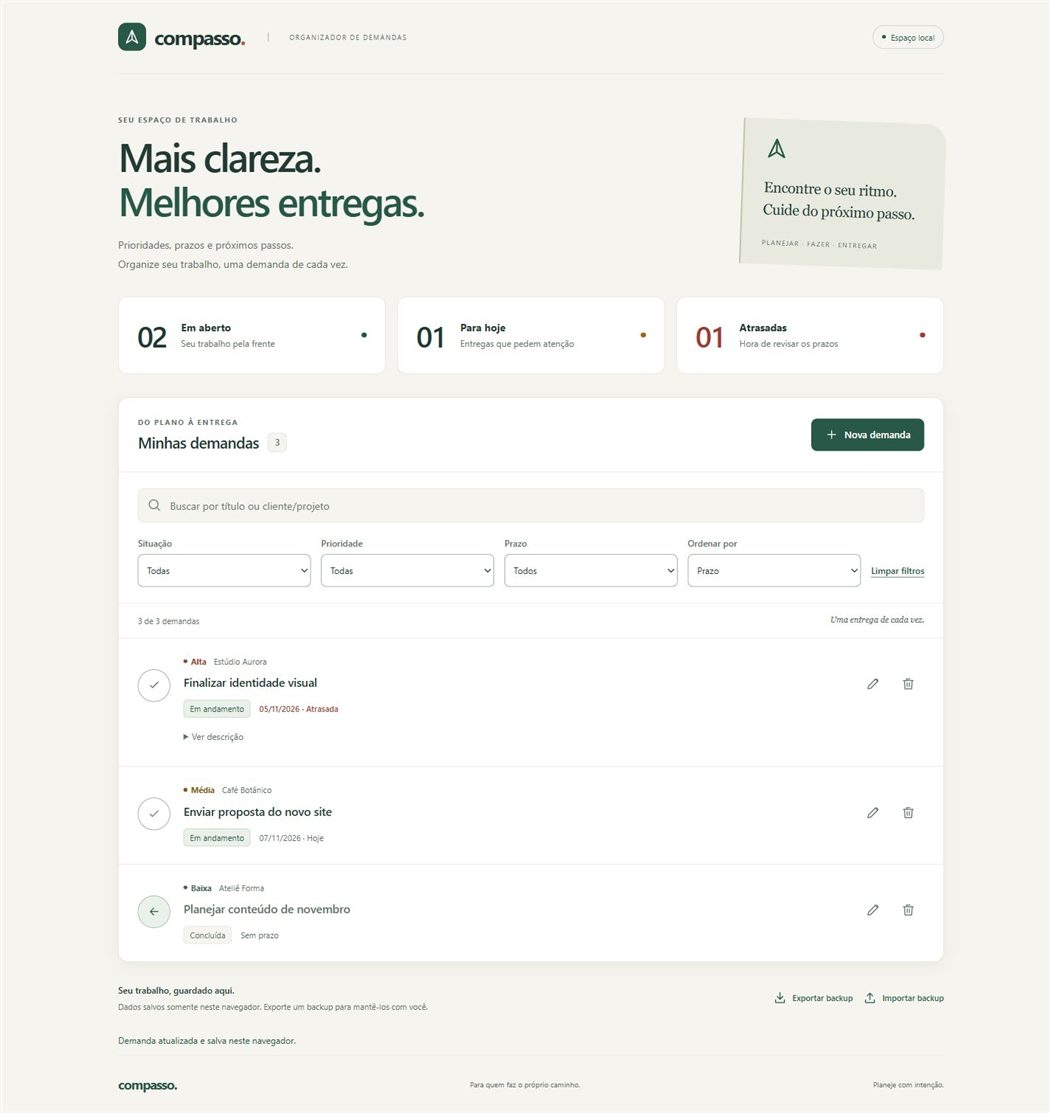 compasso.
ORGANIZADOR DE DEMANDAS
Espaço local
SEU ESPAÇO DE TRABALHO
Mais clareza.
Melhores entregas.
Prioridades, prazos e próximos passos.
Organize seu trabalho, uma demanda de cada vez.
Encontre o seu ritmo.
Cuide do próximo passo.
PLANEJAR · FAZER · ENTREGAR
02
Em aberto
Seu trabalho pela frente
01
Para hoje
Entregas que pedem atenção
01
Atrasadas
Hora de revisar os prazos
DO PLANO À ENTREGA
Minhas demandas 3
+ Nova demanda
Buscar por título ou cliente/projeto
Situação
Todas
Prioridade
Todas
Prazo
Todos
Ordenar por
Prazo
Limpar filtros
3 de 3 demandas
Uma entrega de cada vez.
Alta Estúdio Aurora
Finalizar identidade visual
Em andamento 05/11/2026 · Atrasada
Ver descrição
Média Café Botânico
Enviar proposta do novo site
Em andamento 07/11/2026 · Hoje
Baixa Ateliê Forma
Planejar conteúdo de novembro
Concluída Sem prazo
Seu trabalho, guardado aqui.
Dados salvos somente neste navegador. Exporte um backup para mantê-los com você.
Exportar backup
Importar backup
Demanda atualizada e salva neste navegador.
compasso.
Para quem faz o próprio caminho.
Planeje com intenção.